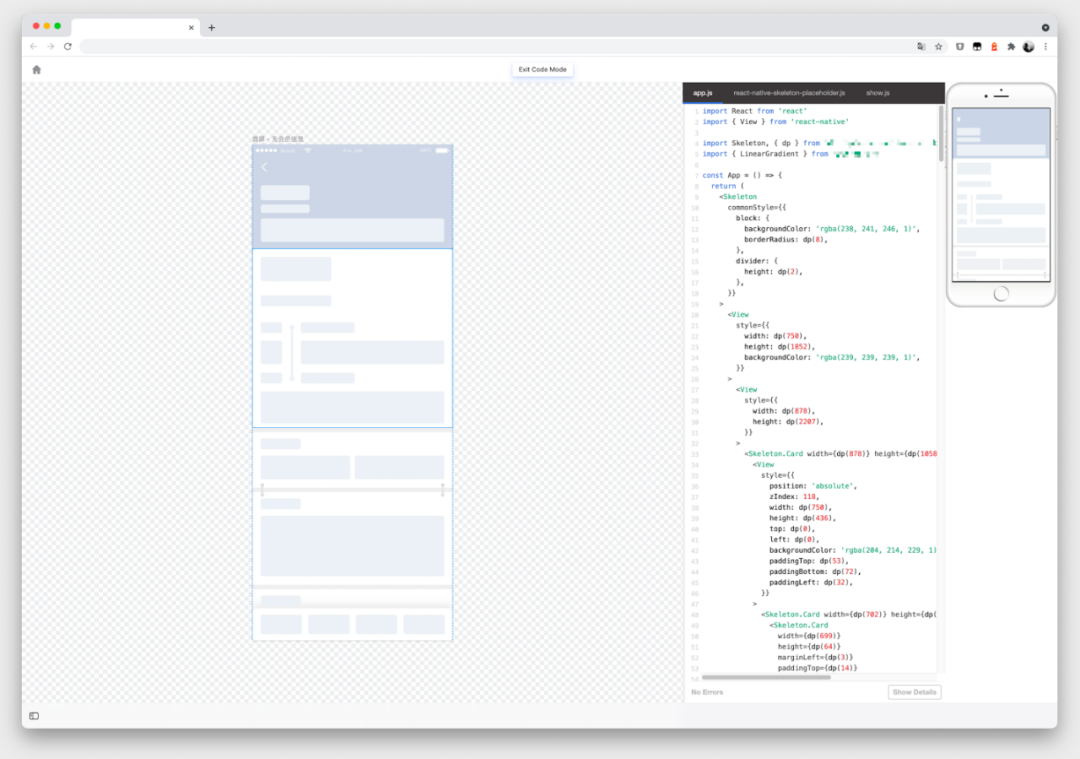 Exit Code Mode
app.js react-native-skeleton-placeholder.js show.js
1 import React from 'react'
2 import { View } from 'react-native'
3
4 import Skeleton, { dp } from
5 import { LinearGradient } from
6
7 const App = () => {
8 return (
9 <Skeleton
10 commonStyle={{
11 block: {
12 backgroundColor: 'rgba(238, 241, 246, 1)',
13 borderRadius: dp(8),
14 },
15 divider: {
16 height: dp(2),
17 },
18 }}
19 >
20 <View
21 style={{
22 width: dp(750),
23 height: dp(1852),
24 backgroundColor: 'rgba(239, 239, 239, 1)',
25 }}
26 >
27 <View
28 style={{
29 width: dp(878),
30 height: dp(2207),
31 }}
32 >
33 <Skeleton.Card width={dp(878)} height={dp(1058
34 <View
35 style={{
36 position: 'absolute',
37 zIndex: 118,
38 width: dp(750),
39 height: dp(436),
40 top: dp(0),
41 left: dp(0),
42 backgroundColor: 'rgba(204, 214, 229, 1)
43 paddingTop: dp(53),
44 paddingBottom: dp(72),
45 paddingLeft: dp(32),
46 }}
47 >
48 <Skeleton.Card width={dp(702)} height={dp(
49 <Skeleton.Card
50 width={dp(699)}
51 height={dp(64)}
52 marginLeft={dp(3)}
53 paddingTop={dp(14)}
54
No Errors
Show Details